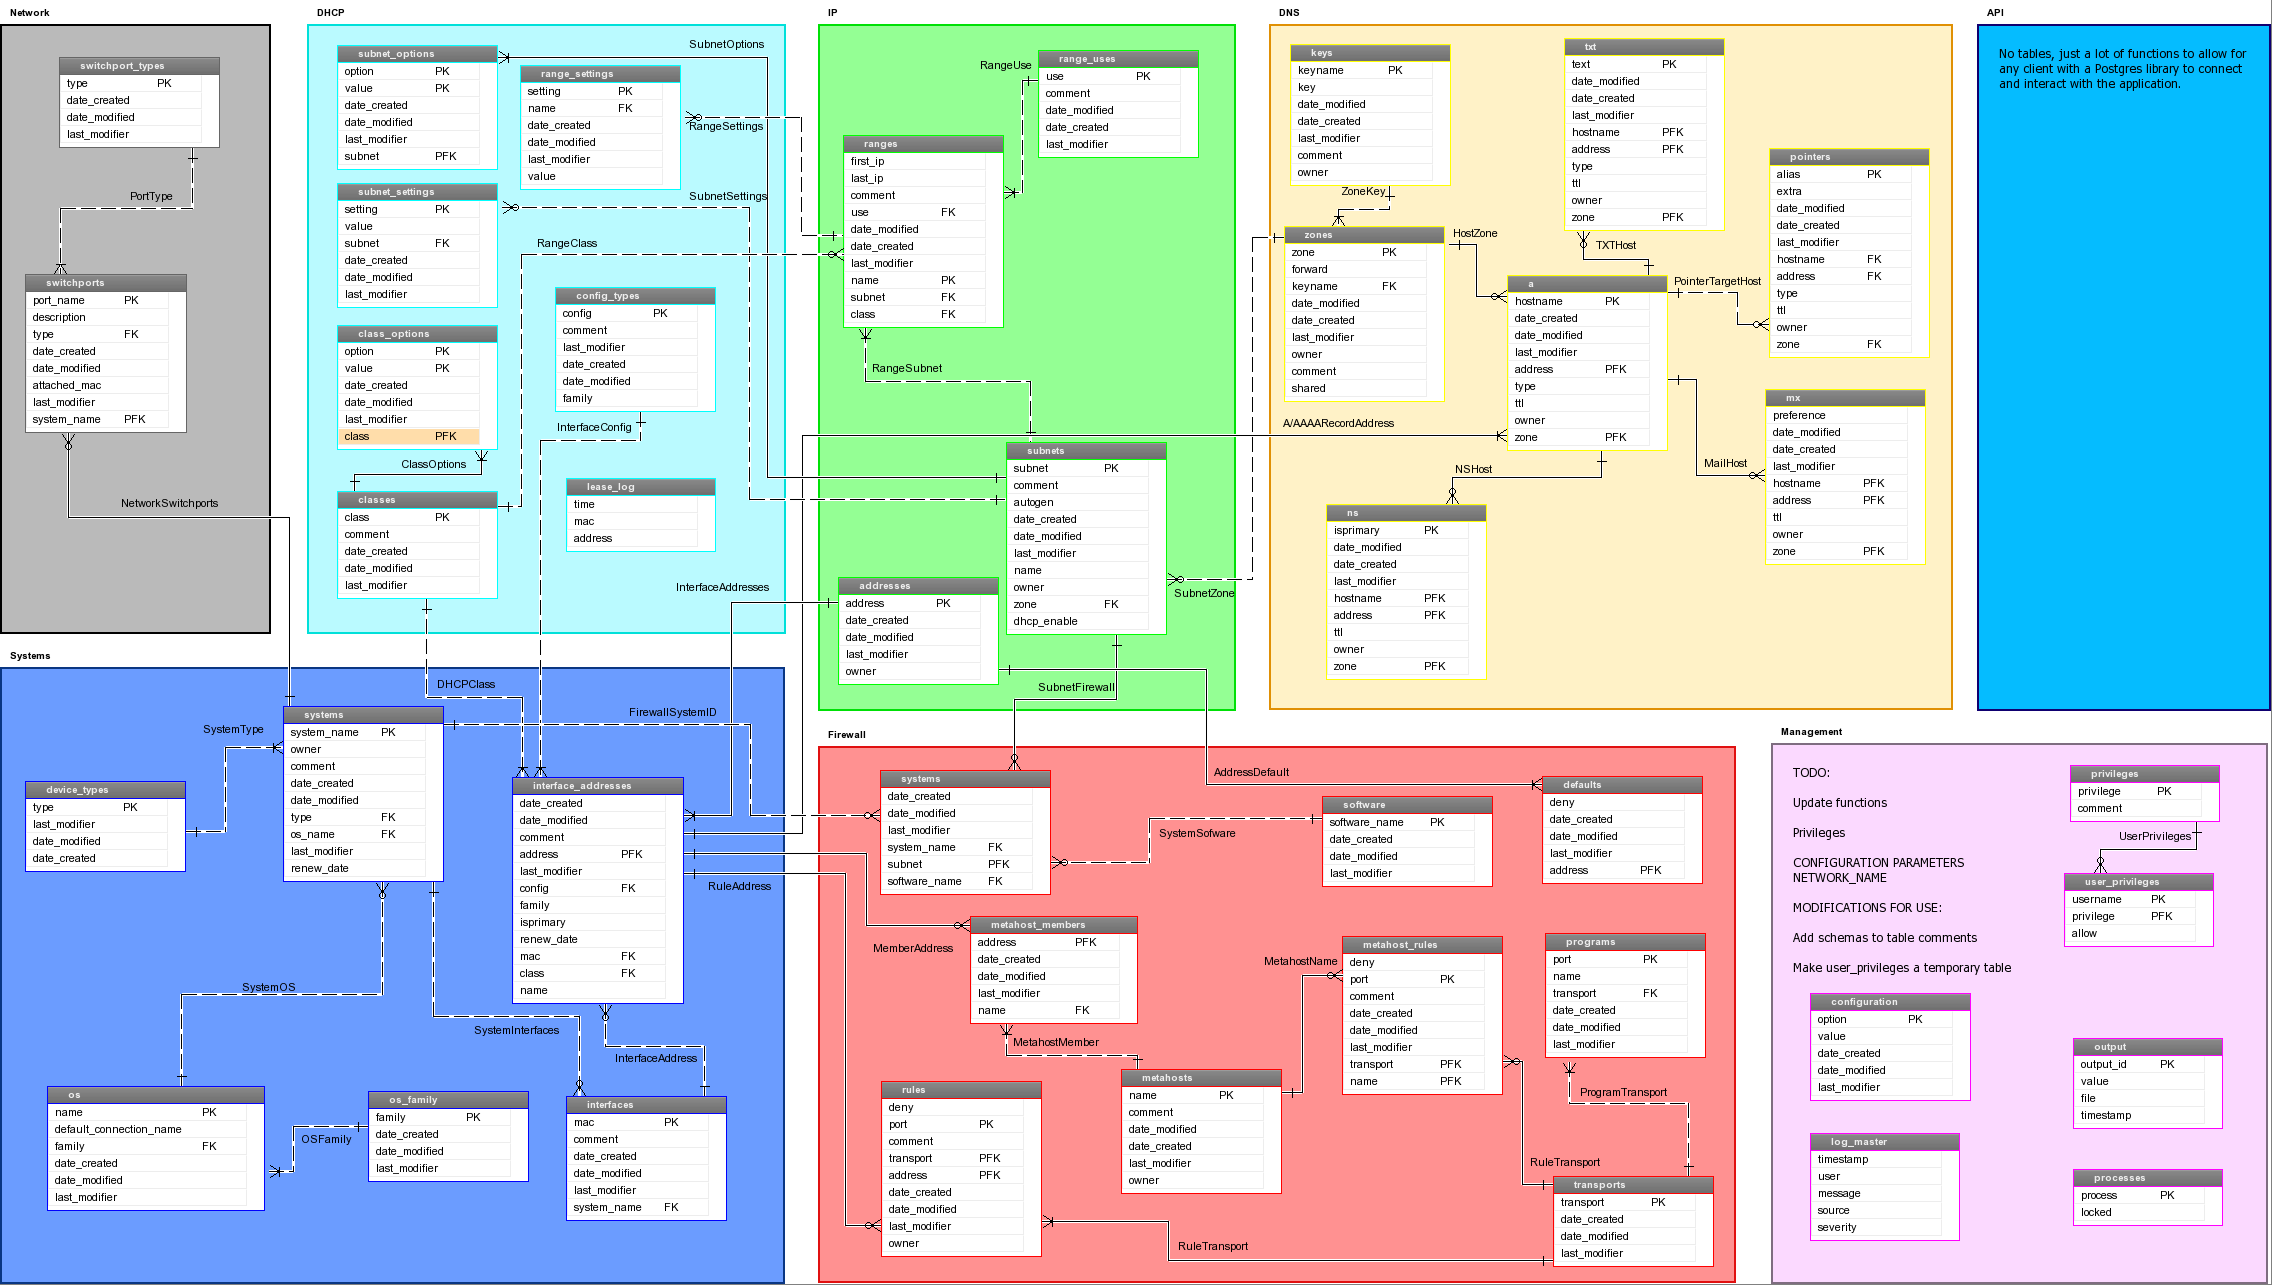 Network
switchport_types
type PK
date_created
date_modified
last_modifier
PortType
switchports
port_name PK
description
type FK
date_created
date_modified
attached_mac
last_modifier
system_name PFK
NetworkSwitchports
DHCP
subnet_options
option PK
value PK
date_created
date_modified
last_modifier
subnet PFK
SubnetOptions
range_settings
setting PK
name FK
date_created
date_modified
last_modifier
value
RangeSettings
subnet_settings
setting PK
value
subnet FK
date_created
date_modified
last_modifier
SubnetSettings
RangeClass
class_options
option PK
value PK
date_created
date_modified
last_modifier
class PFK
ClassOptions
config_types
config PK
comment
last_modifier
date_created
date_modified
family
InterfaceConfig
classes
class PK
comment
date_created
date_modified
last_modifier
lease_log
time
mac
address
InterfaceAddresses
IP
RangeUse
range_uses
use PK
comment
date_modified
date_created
last_modifier
ranges
first_ip
last_ip
comment
use FK
date_modified
date_created
last_modifier
name PK
subnet FK
class FK
RangeSubnet
subnets
subnet PK
comment
autogen
date_created
date_modified
last_modifier
name
owner
zone FK
dhcp_enable
addresses
address PK
date_created
date_modified
last_modifier
owner
SubnetZone
SubnetFirewall
DNS
keys
keyname PK
key
date_modified
date_created
last_modifier
comment
owner
ZoneKey
txt
text PK
date_modified
date_created
last_modifier
hostname PFK
address PFK
type
ttl
owner
zone PFK
TXTHost
pointers
alias PK
extra
date_modified
date_created
last_modifier
hostname FK
address FK
type
ttl
owner
zone FK
PointerTargetHost
zones
zone PK
forward
keyname FK
date_modified
date_created
last_modifier
owner
comment
shared
HostZone
a
hostname PK
date_created
date_modified
last_modifier
address PFK
type
ttl
owner
zone PFK
A/AAAARecordAddress
NSHost
MailHost
mx
preference
date_modified
date_created
last_modifier
hostname PFK
address PFK
ttl
owner
zone PFK
ns
isprimary PK
date_modified
date_created
last_modifier
hostname PFK
address PFK
ttl
owner
zone PFK
API
No tables, just a lot of functions to allow for
any client with a Postgres library to connect
and interact with the application.
Systems
DHCPClass
SystemType
FirewallSystemID
systems
system_name PK
owner
comment
date_created
date_modified
type FK
os_name FK
last_modifier
renew_date
device_types
type PK
last_modifier
date_modified
date_created
interface_addresses
date_created
date_modified
comment
address PFK
last_modifier
config FK
family
isprimary
renew_date
mac FK
class FK
name
RuleAddress
SystemOS
SystemInterfaces
InterfaceAddress
os
name PK
default_connection_name
family FK
date_created
date_modified
last_modifier
OSFamily
os_family
family PK
date_created
date_modified
last_modifier
interfaces
mac PK
comment
date_created
date_modified
last_modifier
system_name FK
Firewall
systems
date_created
date_modified
last_modifier
system_name FK
subnet PFK
software_name FK
SystemSofware
AddressDefault
software
software_name PK
date_created
date_modified
last_modifier
defaults
deny
date_created
date_modified
last_modifier
address PFK
MemberAddress
metahost_members
address PFK
date_created
date_modified
last_modifier
name FK
MetahostMember
MetahostName
metahost_rules
deny
port PK
comment
date_created
date_modified
last_modifier
transport PFK
name PFK
programs
port PK
name
transport FK
date_created
date_modified
last_modifier
ProgramTransport
rules
deny
port PK
comment
transport PFK
address PFK
date_created
date_modified
last_modifier
owner
metahosts
name PK
comment
date_modified
date_created
last_modifier
owner
RuleTransport
RuleTransport
transports
transport PK
date_created
date_modified
last_modifier
Management
TODO:
Update functions
Privileges
CONFIGURATION PARAMETERS
NETWORK_NAME
MODIFICATIONS FOR USE:
Add schemas to table comments
Make user_privileges a temporary table
privileges
privilege PK
comment
UserPrivileges
user_privileges
username PK
privilege PFK
allow
configuration
option PK
value
date_created
date_modified
last_modifier
output
output_id PK
value
file
timestamp
log_master
timestamp
user
message
source
severity
processes
process PK
locked